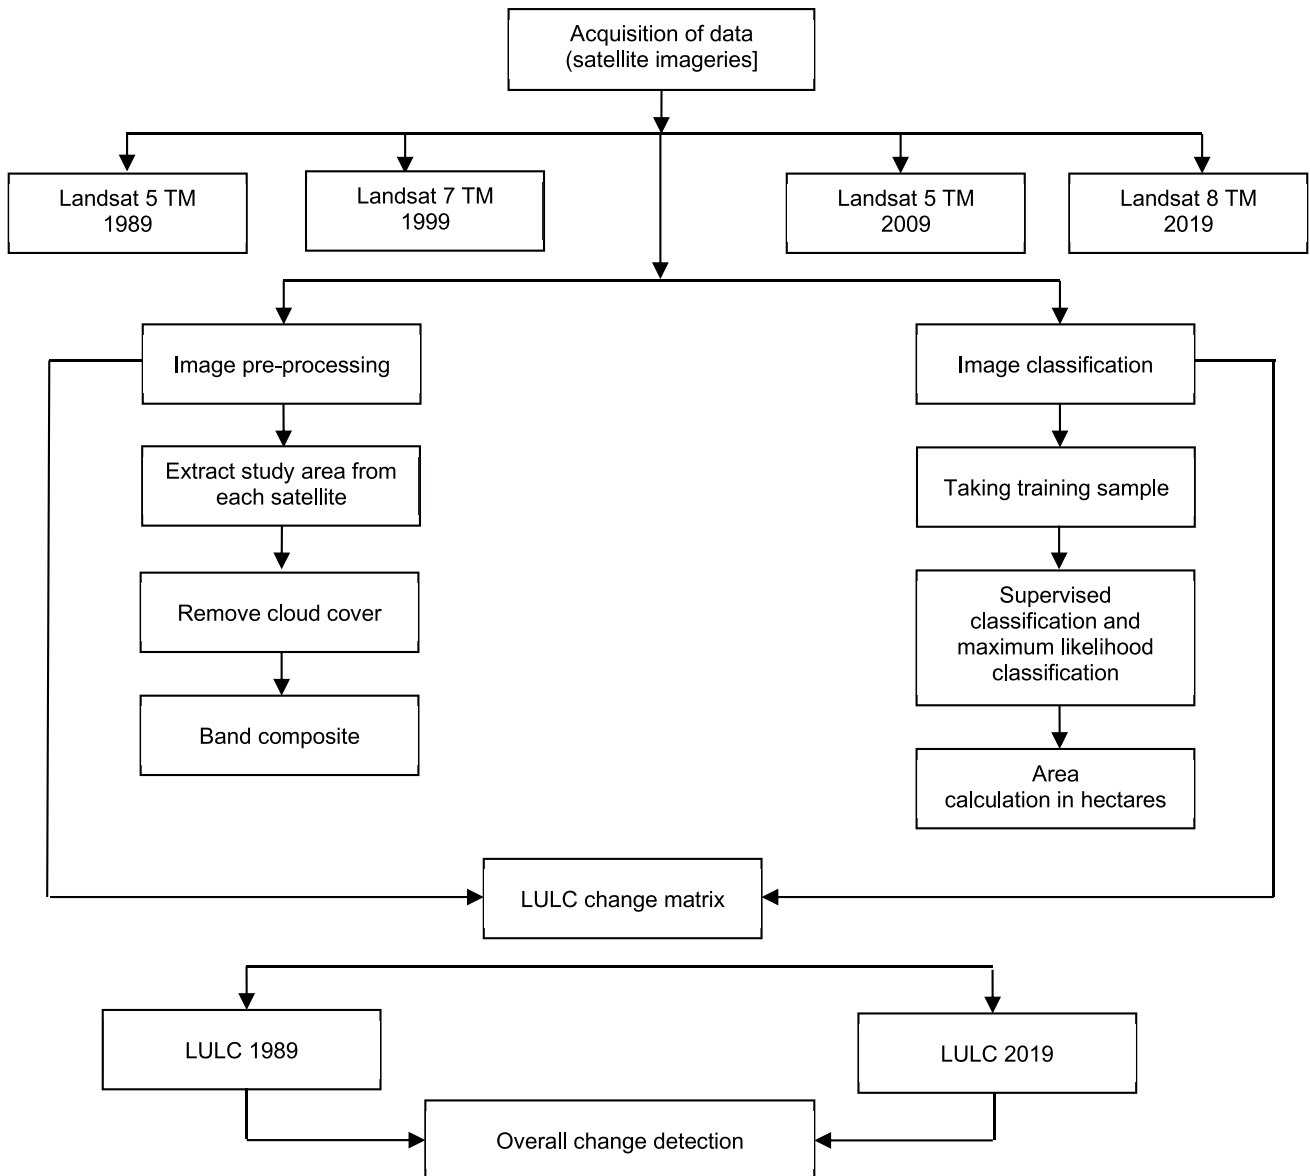 Acquisition of data
(satellite imageries]
Landsat 5 TM
1989
Landsat 7 TM
1999
Landsat 5 TM
2009
Landsat 8 TM
2019
Image pre-processing
Image classification
Extract study area from
each satellite
Taking training sample
Remove cloud cover
Supervised
classification and
maximum likelihood
classification
Band composite
Area
calculation in hectares
LULC change matrix
LULC 1989
LULC 2019
Overall change detection